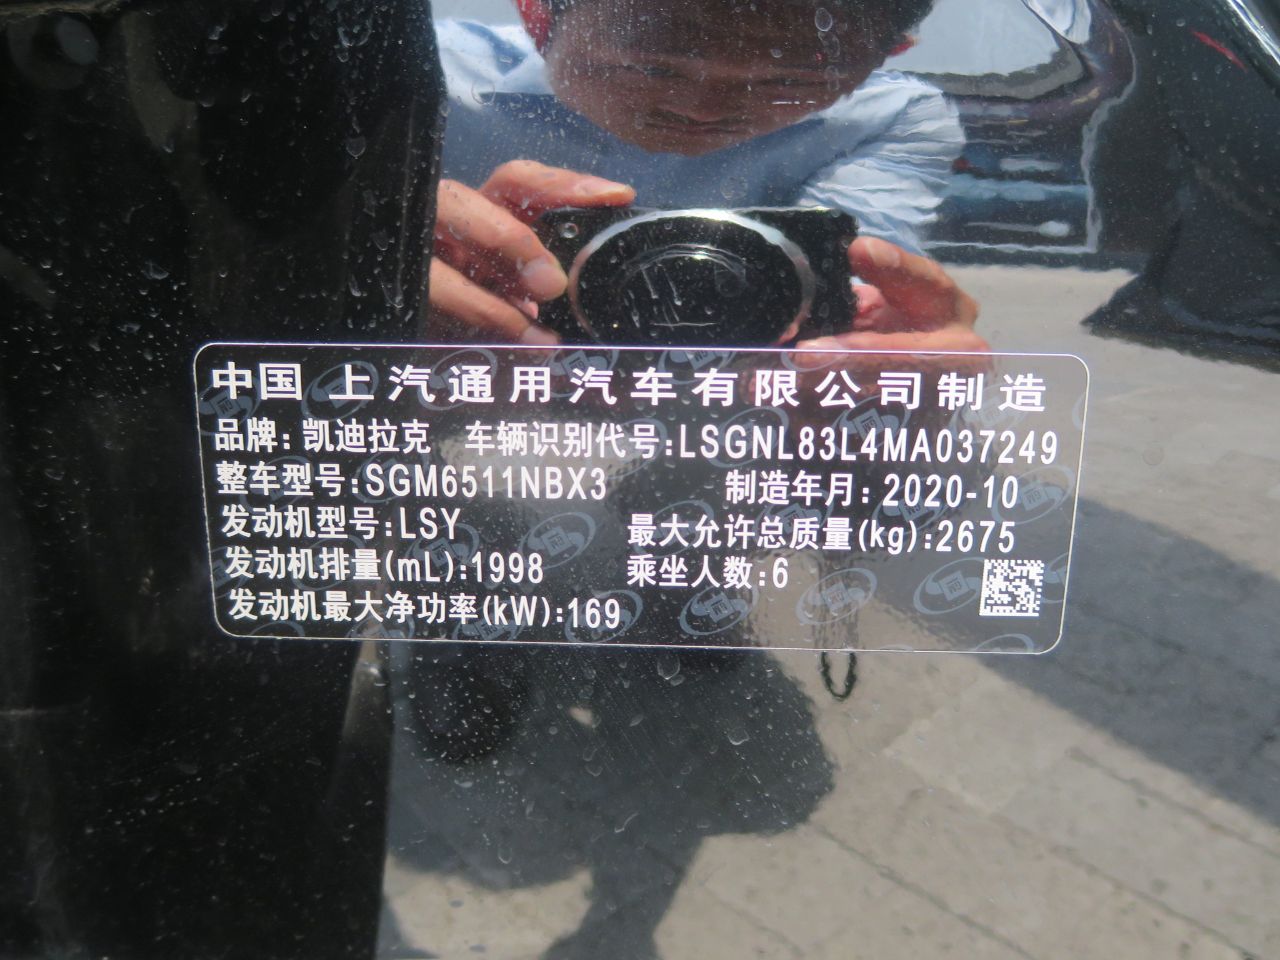 中国 上汽通用汽车有限公司制造
品牌: 凯迪拉克 车辆识别代号:LSGNL83L4MA037249
整车型号:SGM6511NBX3 制造年月: 2020-10
发动机型号:LSY 最大允许总质量(kg):2675
发动机排量(mL):1998 乘坐人数:6
发动机最大净功率(kW):169